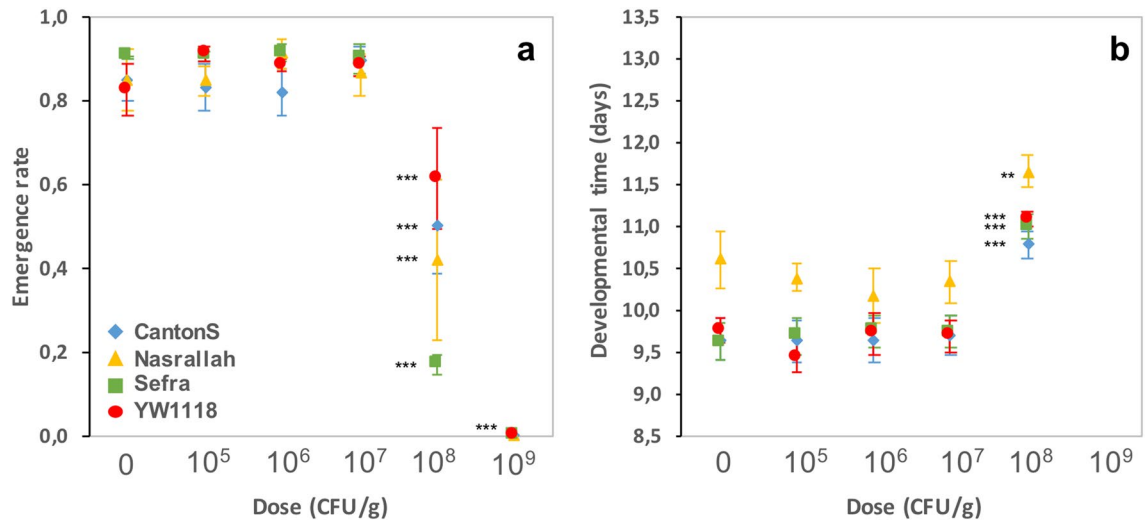 a
Emergence rate
1,0
0,8
0,6
0,4
0,2
0,0
***
***
***
***
***
CantonS
Nasrallah
Sefra
YW1118
0 10⁵ 10⁶ 10⁷ 10⁸ 10⁹
Dose (CFU/g)
b
Developmental time (days)
13,5
13,0
12,5
12,0
11,5
11,0
10,5
10,0
9,5
9,0
8,5
**
***
***
***
0 10⁵ 10⁶ 10⁷ 10⁸ 10⁹
Dose (CFU/g)